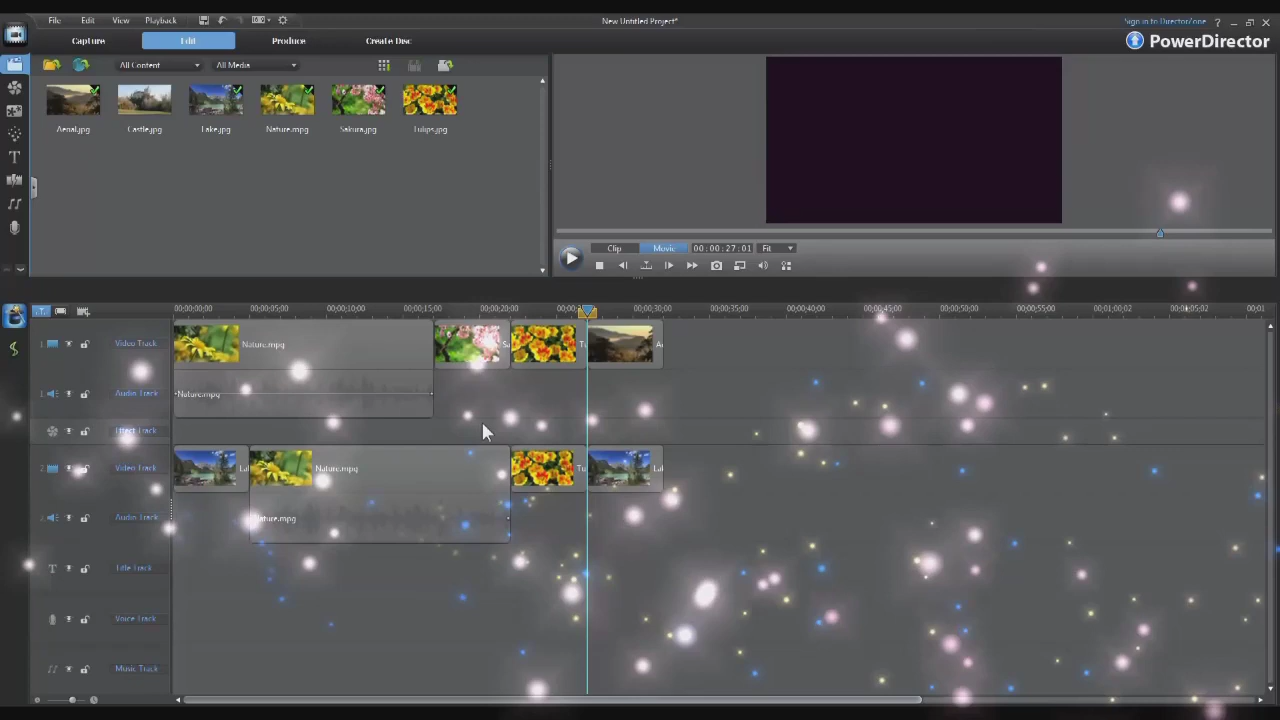 File Edit View Playback
New Untitled Project*
Sign in to DirectorZone ?
Capture Edit Produce Create Disc
PowerDirector
All Content All Media
Aerial.jpg Castle.jpg Lake.jpg Nature.mpg Sakura.jpg Tulips.jpg
Clip Movie 00:00:27:01 Fit
00;00;00;00 00;00;05;00 00;00;10;00 00;00;15;00 00;00;20;00 00;00;30;00 00;00;35;00 00;00;40;00 00;00;45;00 00;00;50;00 00;00;55;00 00;01;00;02 00;01;05;02
1. Video Track Nature.mpg
Audio Track Nature.mpg
Effect Track
2. Video Track Nature.mpg
2. Audio Track Nature.mpg
Title Track
Voice Track
Music Track